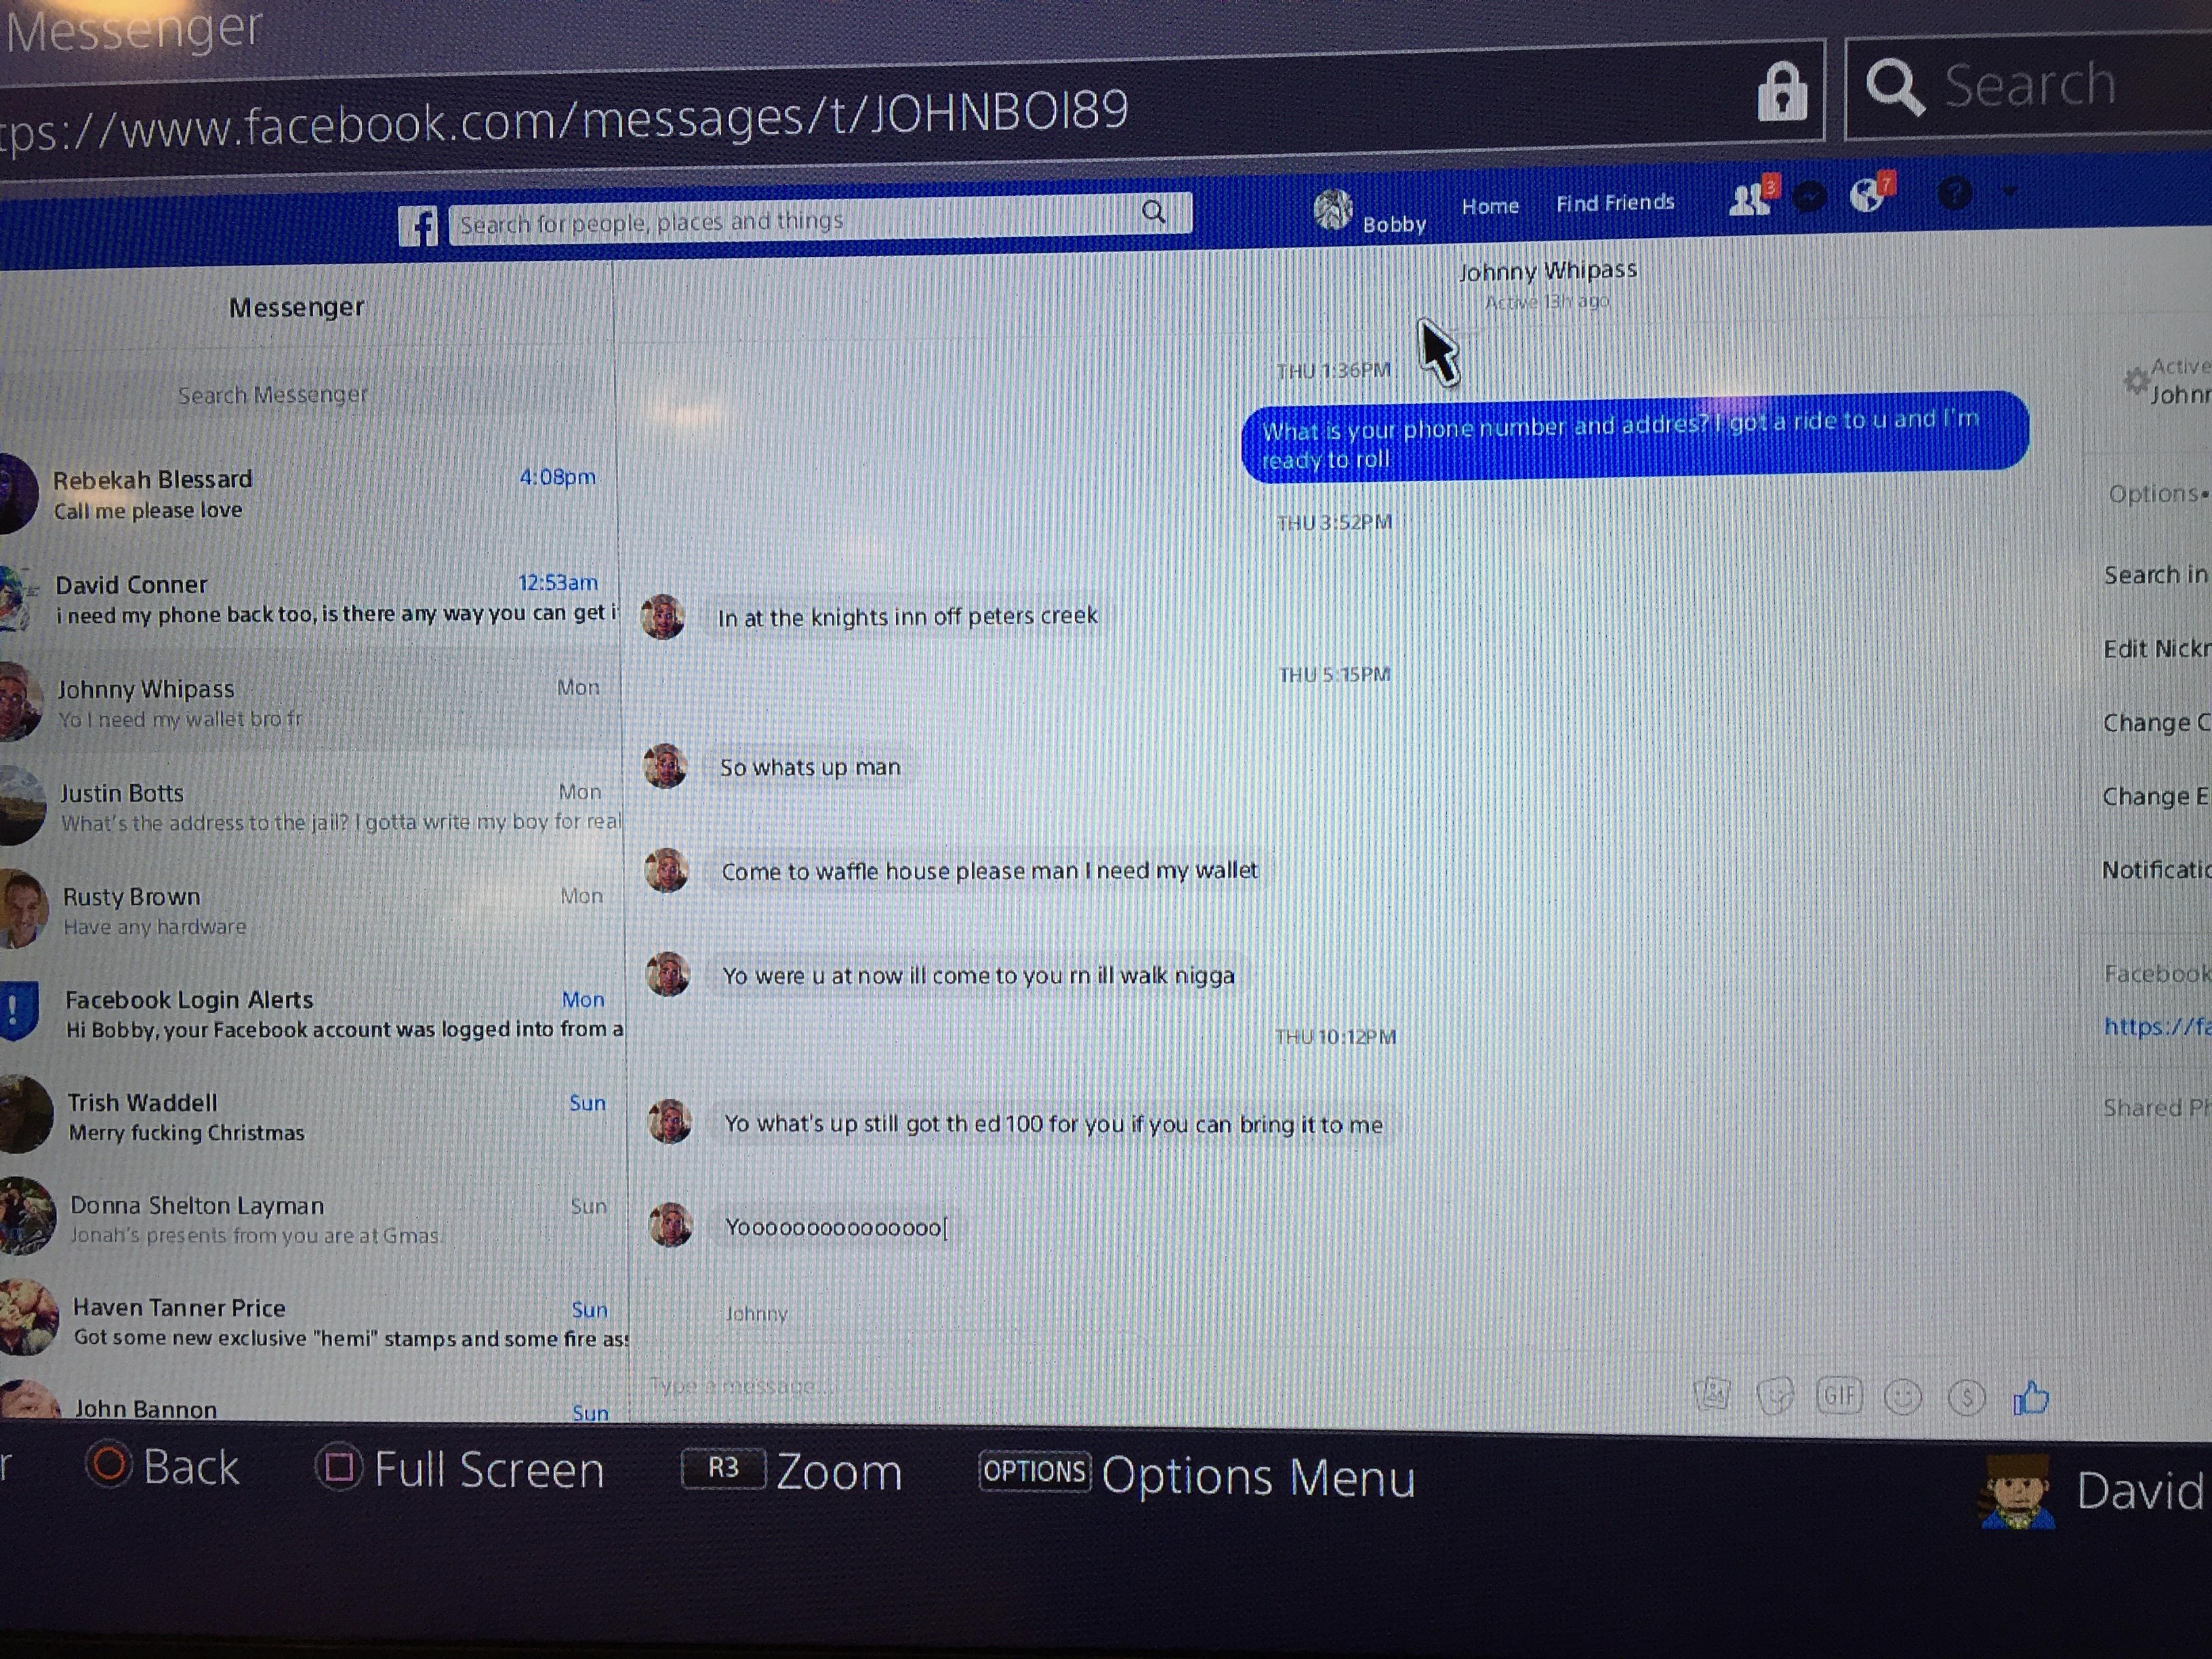 Messenger
tps://www.facebook.com/messages/t/JOHNBOI89
Search
f
Search for people, places and things
Bobby
Home
Find Friends
3
7
?
Messenger
Search Messenger
Rebekah Blessard 4:08pm
Call me please love
David Conner 12:53am
i need my phone back too, is there any way you can get i
Johnny Whipass Mon
Yo I need my wallet bro fr
Justin Botts Mon
What's the address to the jail? I gotta write my boy for real
Rusty Brown Mon
Have any hardware
Facebook Login Alerts Mon
Hi Bobby, your Facebook account was logged into from a
Trish Waddell Sun
Merry fucking Christmas
Donna Shelton Layman Sun
Jonah's presents from you are at Gmas.
Haven Tanner Price Sun
Got some new exclusive "hemi" stamps and some fire ass
John Bannon Sun
Johnny Whipass
Active 13h ago
THU 1:36PM
What is your phone number and addres? I got a ride to u and I'm
ready to roll
THU 3:52PM
In at the knights inn off peters creek
THU 5:15PM
So whats up man
Come to waffle house please man I need my wallet
Yo were u at now ill come to you rn ill walk nigga
THU 10:12PM
Yo what's up still got th ed 100 for you if you can bring it to me
Yooooooooooooooo[
Johnny
Type a message...
GIF
$
Active
Johnn
Options
Search in
Edit Nickn
Change C
Change E
Notificatio
Facebook
https://fa
Shared Ph
r
Back
Full Screen
R3 Zoom
OPTIONS Options Menu
David